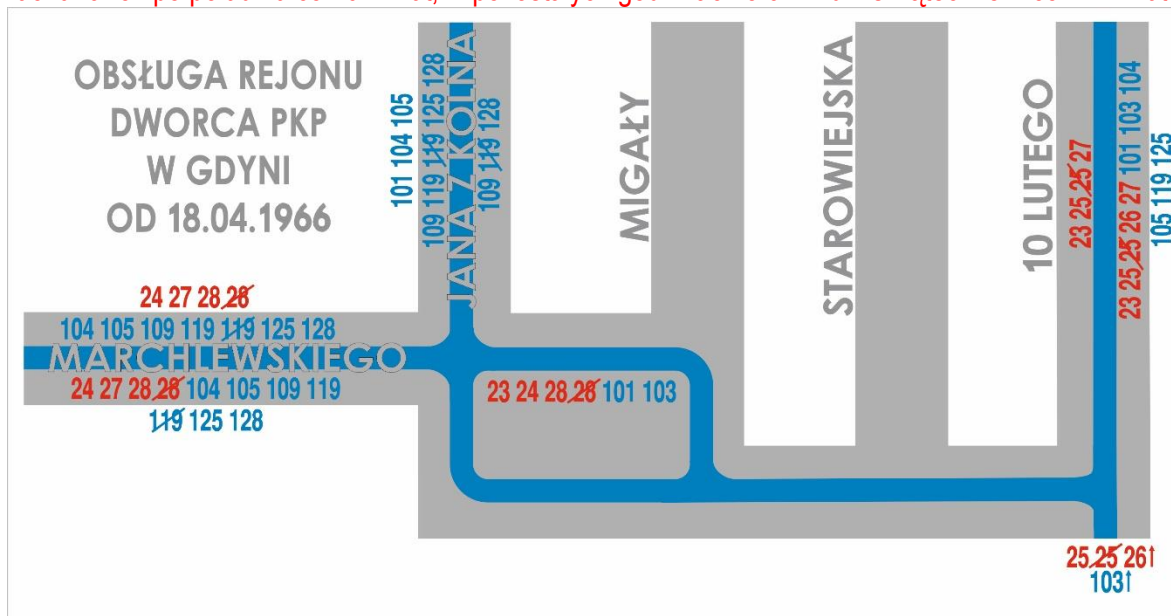 OBSŁUGA REJONU
DWORCA PKP
W GDYNI
OD 18.04.1966
101 104 105
109 119 119 125 128
JANA Z KOLNA
109 119 128
MIGAŁY
STAROWIEJSKA
10 LUTEGO
23 25 25 27
23 25 25 26 27 101 103 104
105 119 125
24 27 28 28
104 105 109 119 119 125 128
MARCHLEWSKIEGO
24 27 28 28 104 105 109 119
119 125 128
23 24 28 28 101 103
25 25 26↑
103↑